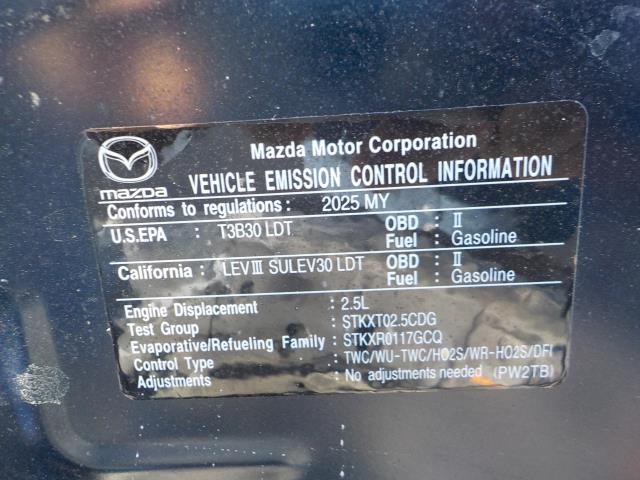 Mazda Motor Corporation
mazda VEHICLE EMISSION CONTROL INFORMATION
Conforms to regulations : 2025 MY
U.S.EPA : T3B30 LDT OBD : II
Fuel : Gasoline
California : LEVIII SULEV30 LDT OBD : II
Fuel : Gasoline
Engine Displacement : 2.5L
Test Group : STKXT02.5CDG
Evaporative/Refueling Family : STKXR0117GCQ
Control Type : TWC/WU-TWC/HO2S/WR-HO2S/DFI
Adjustments : No adjustments needed (PW2TB)